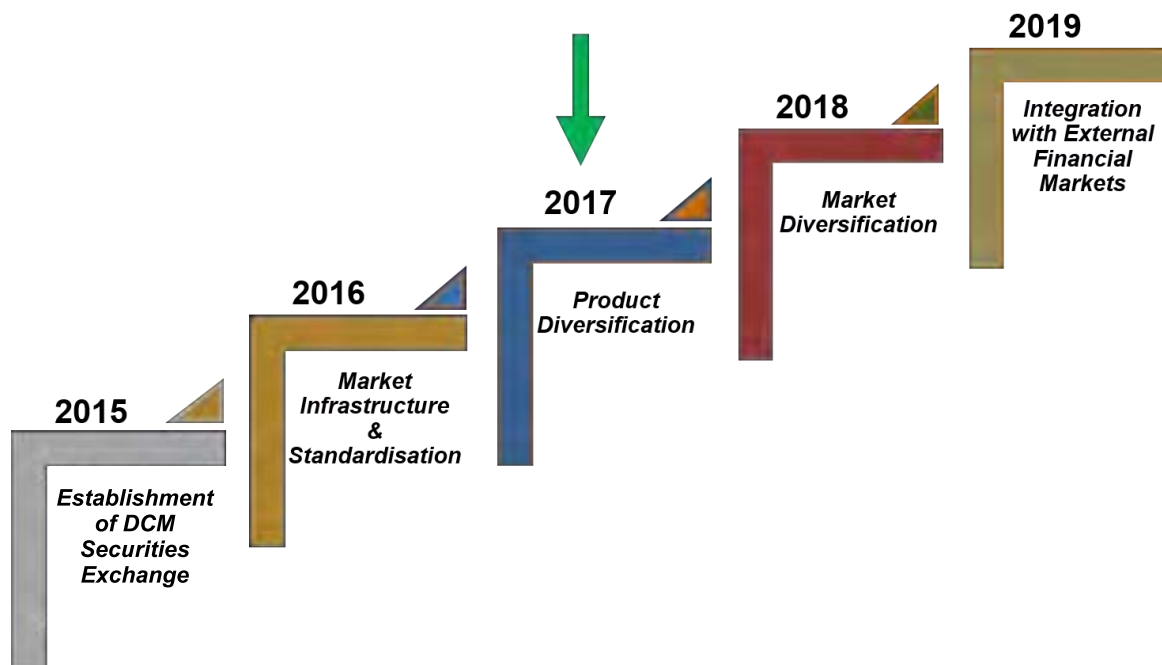 2015
Establishment
of DCM
Securities
Exchange
2016
Market
Infrastructure
&
Standardisation
2017
Product
Diversification
2018
Market
Diversification
2019
Integration
with External
Financial
Markets